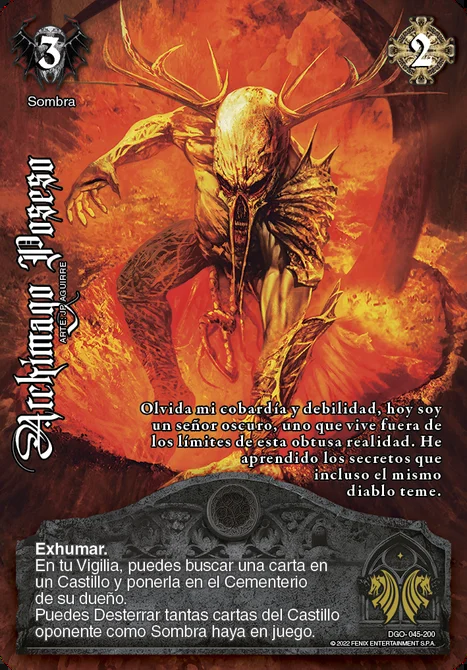 3
2
Sombra
Archimago Poseso
ARTE: JP AGUIRRE
Olvida mi cobardía y debilidad, hoy soy
un señor oscuro, uno que vive fuera de
los límites de esta obtusa realidad. He
aprendido los secretos que
incluso el mismo
diablo teme.
Exhumar.
En tu Vigilia, puedes buscar una carta en
un Castillo y ponerla en el Cementerio
de su dueño.
Puedes Desterrar tantas cartas del Castillo
oponente como Sombra haya en juego.
DGO- 045-200
© 2022 FENIX ENTERTAINMENT S.P.A.